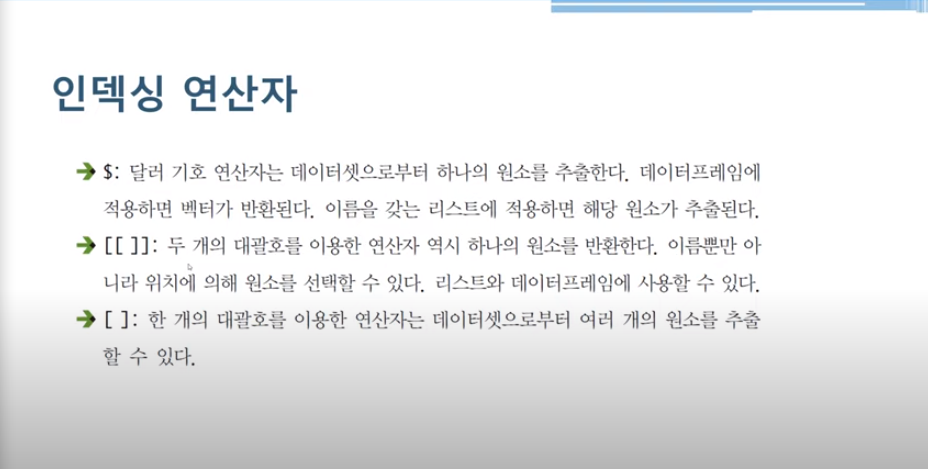 인덱싱 연산자
$: 달러 기호 연산자는 데이터셋으로부터 하나의 원소를 추출한다. 데이터프레임에
적용하면 벡터가 반환된다. 이름을 갖는 리스트에 적용하면 해당 원소가 추출된다.
[[ ]]: 두 개의 대괄호를 이용한 연산자 역시 하나의 원소를 반환한다. 이름뿐만 아
니라 위치에 의해 원소를 선택할 수 있다. 리스트와 데이터프레임에 사용할 수 있다.
[ ]: 한 개의 대괄호를 이용한 연산자는 데이터셋으로부터 여러 개의 원소를 추출
할 수 있다.